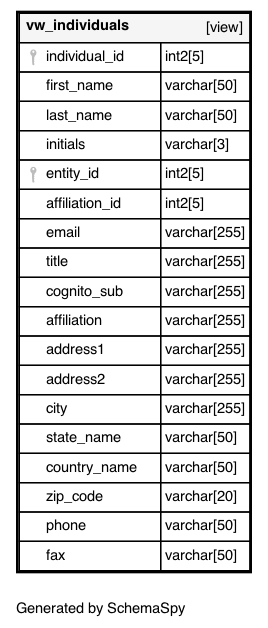 vw_individuals [view]
individual_id int2[5]
first_name varchar[50]
last_name varchar[50]
initials varchar[3]
entity_id int2[5]
affiliation_id int2[5]
email varchar[255]
title varchar[255]
cognito_sub varchar[255]
affiliation varchar[255]
address1 varchar[255]
address2 varchar[255]
city varchar[255]
state_name varchar[50]
country_name varchar[50]
zip_code varchar[20]
phone varchar[50]
fax varchar[50]
Generated by SchemaSpy